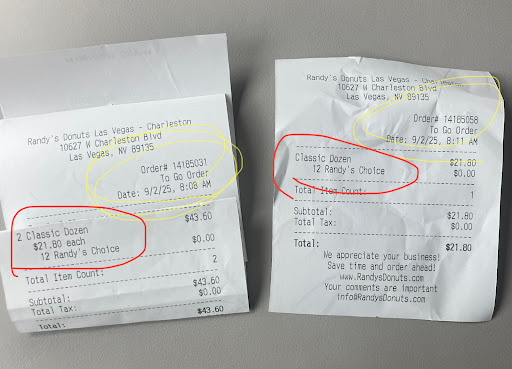 Randy's Donuts Las Vegas - Charleston
10627 W Charleston Blvd
Las Vegas, NV 89135
Order# 14185031
To Go Order
Date: 9/2/25, 8:08 AM
2 Classic Dozen $43.60
$21.80 each
12 Randy's Choice $0.00
Total Item Count: 2
Subtotal: $43.60
Total Tax: $0.00
Total: $43.60
Randy's Donuts Las Vegas - Charleston
10627 W Charleston Blvd
Las Vegas, NV 89135
Order# 14185058
To Go Order
Date: 9/2/25, 8:11 AM
Classic Dozen $21.80
12 Randy's Choice $0.00
Total Item Count: 1
Subtotal: $21.80
Total Tax: $0.00
Total: $21.80
We appreciate your business!
Save time and order ahead!
www.RandysDonuts.com
Your comments are important
info@RandysDonuts.com